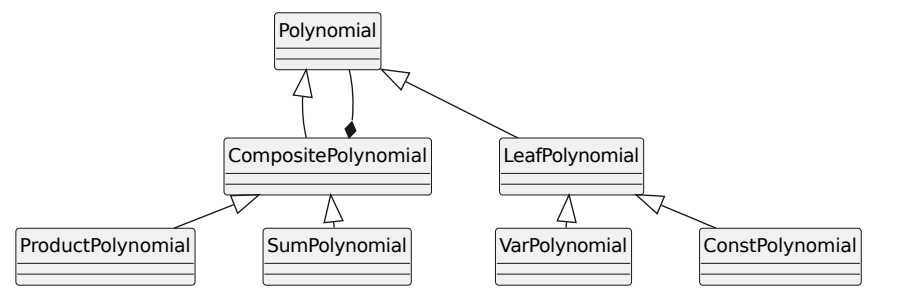 Polynomial
CompositePolynomial
LeafPolynomial
ProductPolynomial
SumPolynomial
VarPolynomial
ConstPolynomial